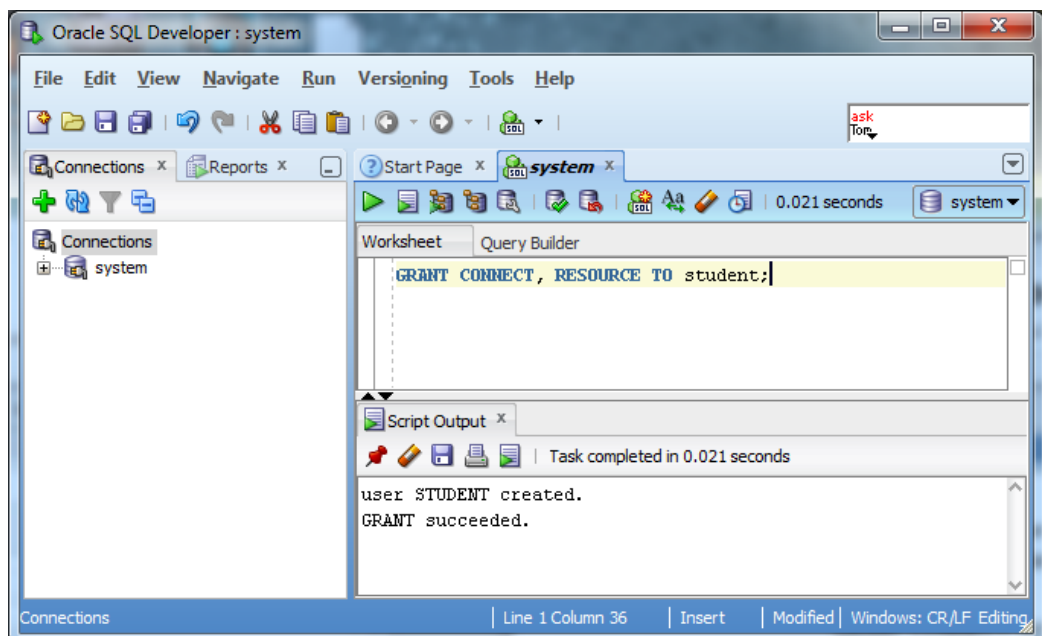 Oracle SQL Developer : system
File Edit View Navigate Run Versioning Tools Help
ask
Tom
Connections x Reports x
Start Page x system x
0.021 seconds system
Connections
system
Worksheet Query Builder
GRANT CONNECT, RESOURCE TO student;
Script Output x
Task completed in 0.021 seconds
user STUDENT created.
GRANT succeeded.
Connections Line 1 Column 36 Insert Modified Windows: CR/LF Editing